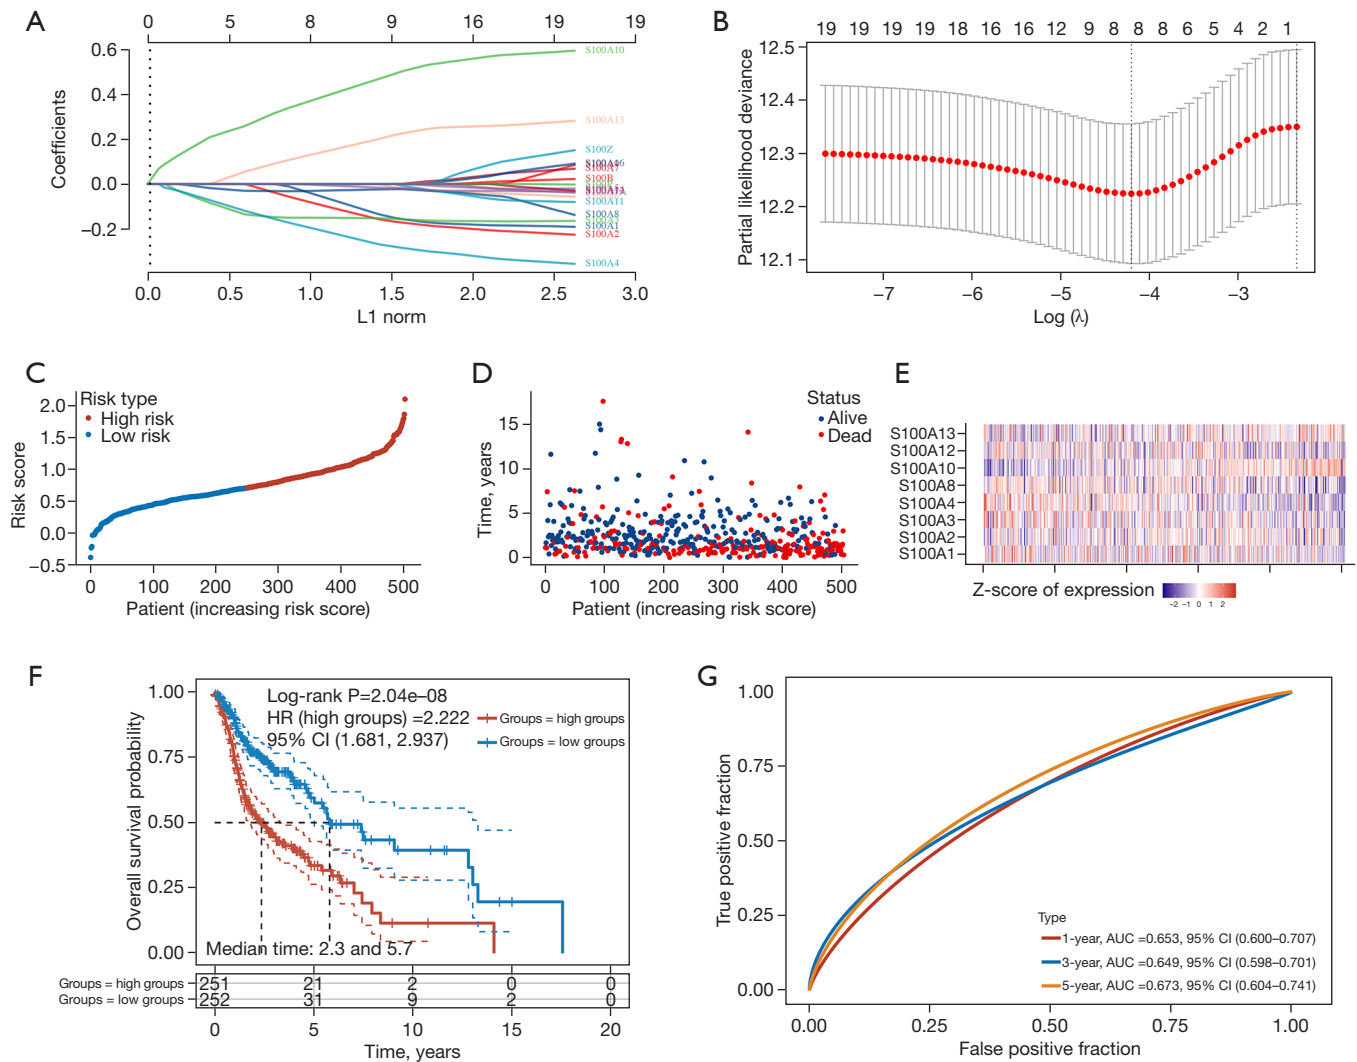 A
0 5 8 9 16 19 19
0.6
0.4
0.2
0.0
−0.2
Coefficients
S100A10
S100A13
S100Z
S100A16
S100A7
S100B
S100A11
S100A8
S100A1
S100A2
S100A4
0.0 0.5 1.0 1.5 2.0 2.5 3.0
L1 norm
B
19 19 19 19 19 18 16 16 12 9 8 8 8 6 5 4 2 1
12.5
12.4
12.3
12.2
12.1
Partial likelihood deviance
−7 −6 −5 −4 −3
Log (λ)
C
Risk type
High risk
Low risk
2.0
1.5
1.0
0.5
0.0
−0.5
Risk score
0 100 200 300 400 500
Patient (increasing risk score)
D
Status
Alive
Dead
15
10
5
0
Time, years
0 100 200 300 400 500
Patient (increasing risk score)
E
S100A13
S100A12
S100A10
S100A8
S100A4
S100A3
S100A2
S100A1
Z-score of expression
−2 −1 0 1 2
F
1.00
0.75
0.50
0.25
0.00
Overall survival probability
Log-rank P=2.04e–08
HR (high groups) =2.222
95% CI (1.681, 2.937)
Groups = high groups
Groups = low groups
Median time: 2.3 and 5.7
Groups = high groups 251 21 2 0 0
Groups = low groups 252 31 9 2 0
0 5 10 15 20
Time, years
G
1.00
0.75
0.50
0.25
0.00
True positive fraction
Type
1-year, AUC =0.653, 95% CI (0.600–0.707)
3-year, AUC =0.649, 95% CI (0.598–0.701)
5-year, AUC =0.673, 95% CI (0.604–0.741)
0.00 0.25 0.50 0.75 1.00
False positive fraction